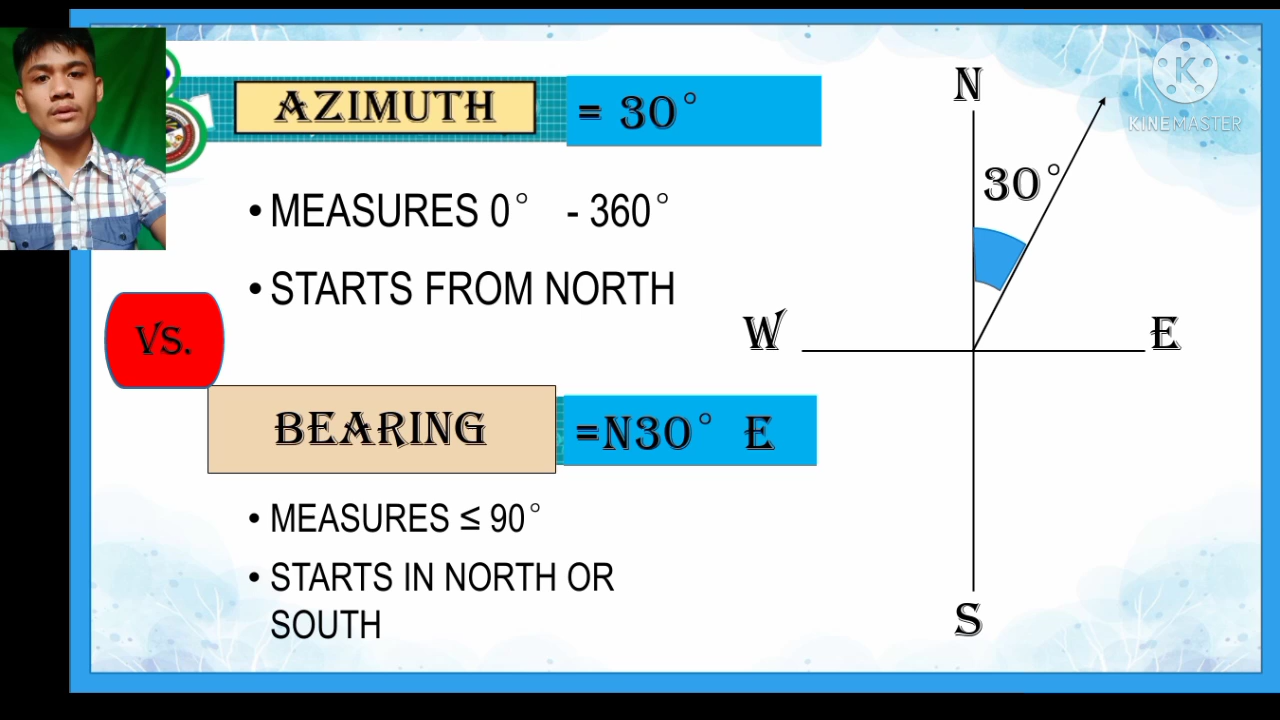 AZIMUTH
= 30°
• MEASURES 0° - 360°
• STARTS FROM NORTH
VS.
BEARING
=N30° E
• MEASURES ≤ 90°
• STARTS IN NORTH OR
SOUTH
N
30°
W
E
S
KINEMASTER